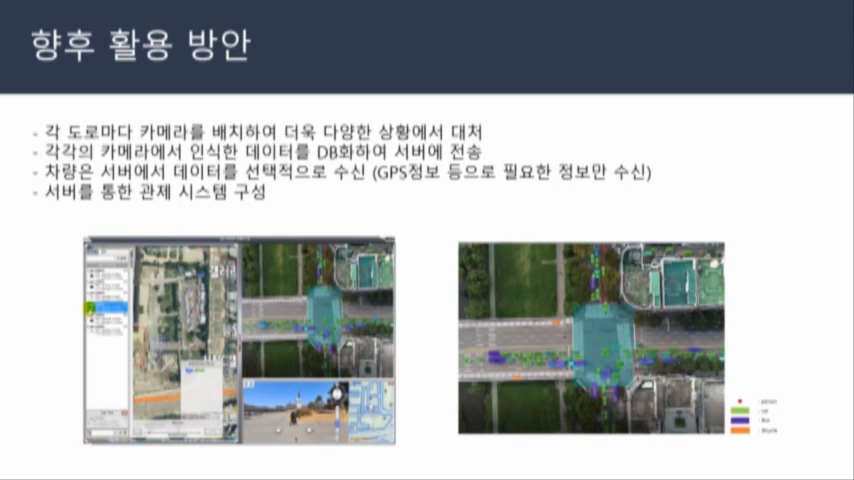 향후 활용 방안
- 각 도로마다 카메라를 배치하여 더욱 다양한 상황에서 대처
- 각각의 카메라에서 인식한 데이터를 DB화하여 서버에 전송
- 차량은 서버에서 데이터를 선택적으로 수신 (GPS정보 등으로 필요한 정보만 수신)
- 서버를 통한 관제 시스템 구성
: person
: car
: Bus
: Bicycle